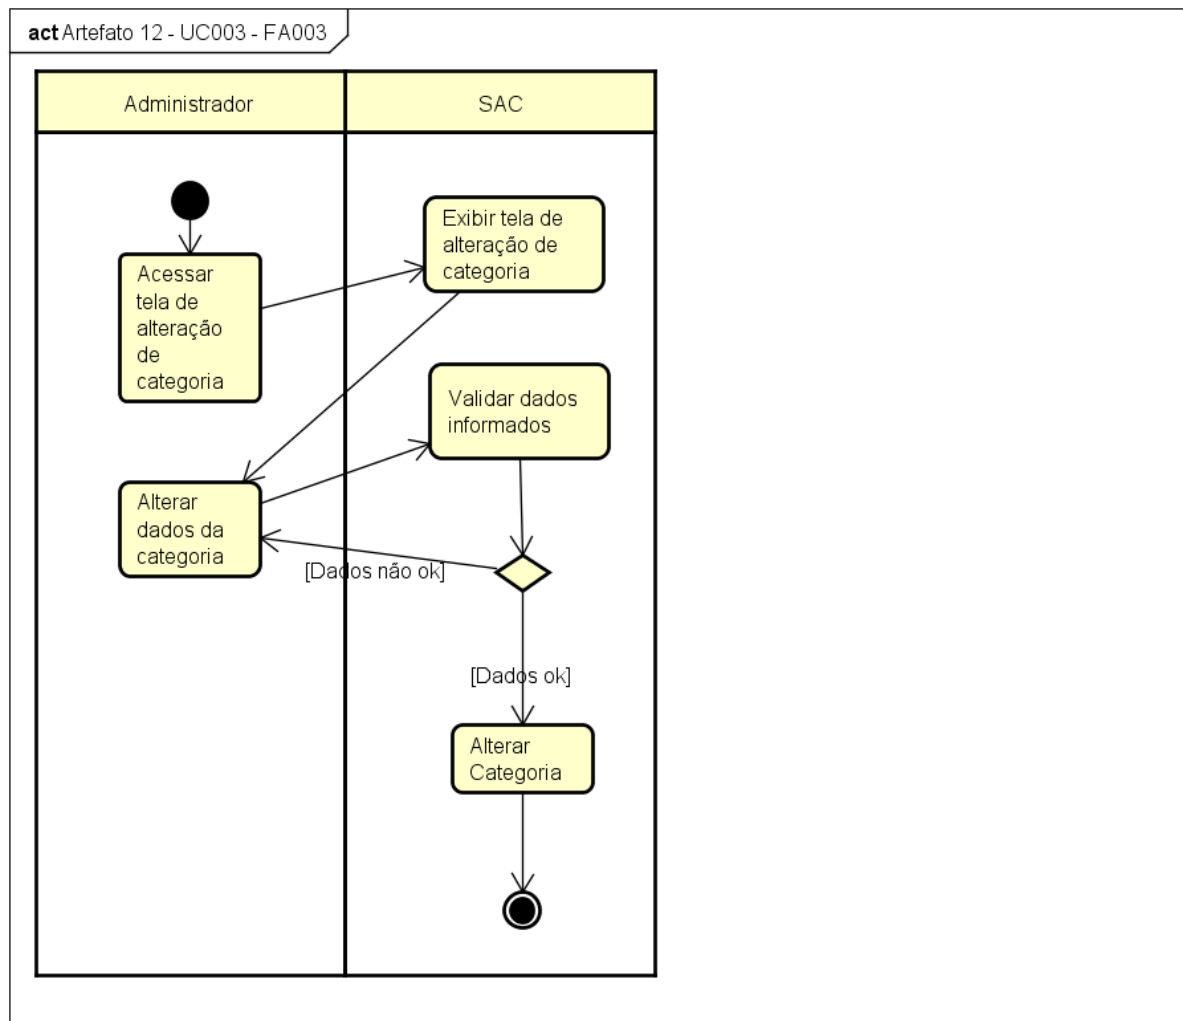 act Artefato 12 - UC003 - FA003
Administrador
SAC
Acessar
tela de
alteração
de
categoria
Exibir tela de
alteração de
categoria
Alterar
dados da
categoria
Validar dados
informados
[Dados não ok]
[Dados ok]
Alterar
Categoria